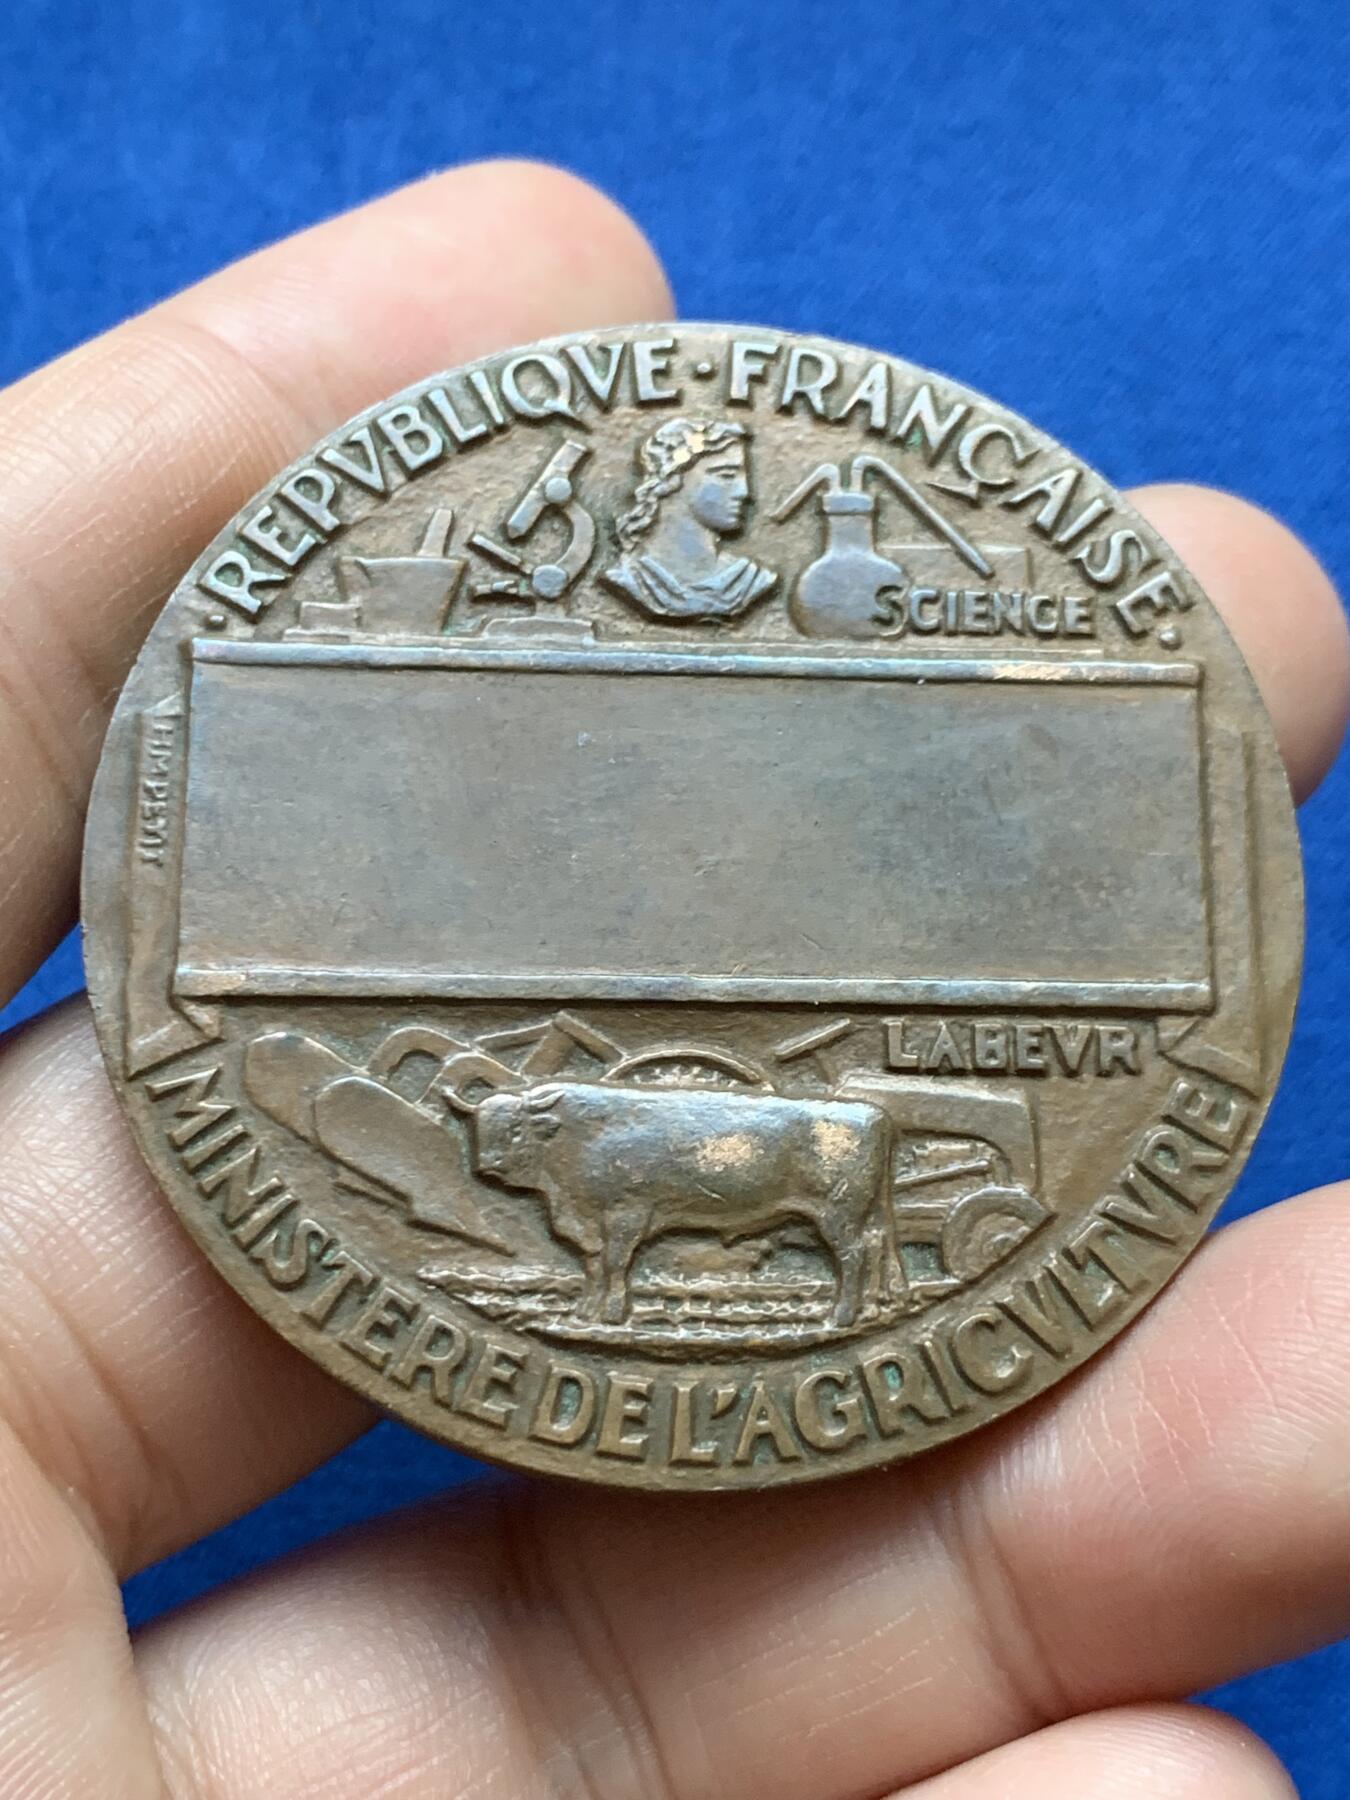 ·REPVBLIQVE·FRANÇAISE·
SCIENCE
LABEVR
MINISTERE DE L'AGRICVLTVRE